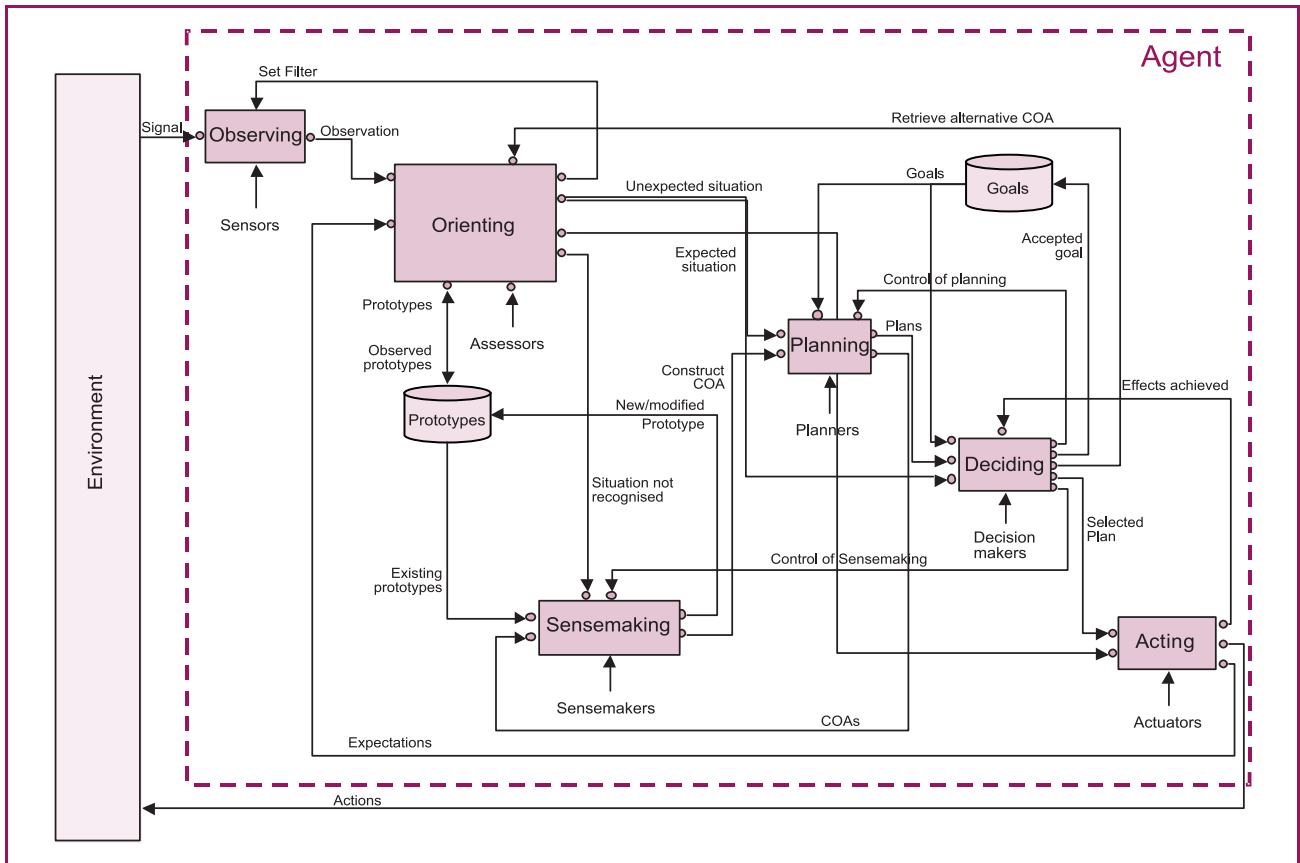 Agent
Set Filter
Signal
Observing
Observation
Retrieve alternative COA
Sensors
Orienting
Unexpected situation
Goals
Goals
Expected
situation
Accepted
goal
Control of planning
Prototypes
Assessors
Observed
prototypes
Planning
Plans
Construct
COA
Effects achieved
Prototypes
New/modified
Prototype
Planners
Deciding
Environment
Situation not
recognised
Selected
Plan
Decision
makers
Control of Sensemaking
Existing
prototypes
Sensemaking
Acting
Sensemakers
COAs
Actuators
Expectations
Actions